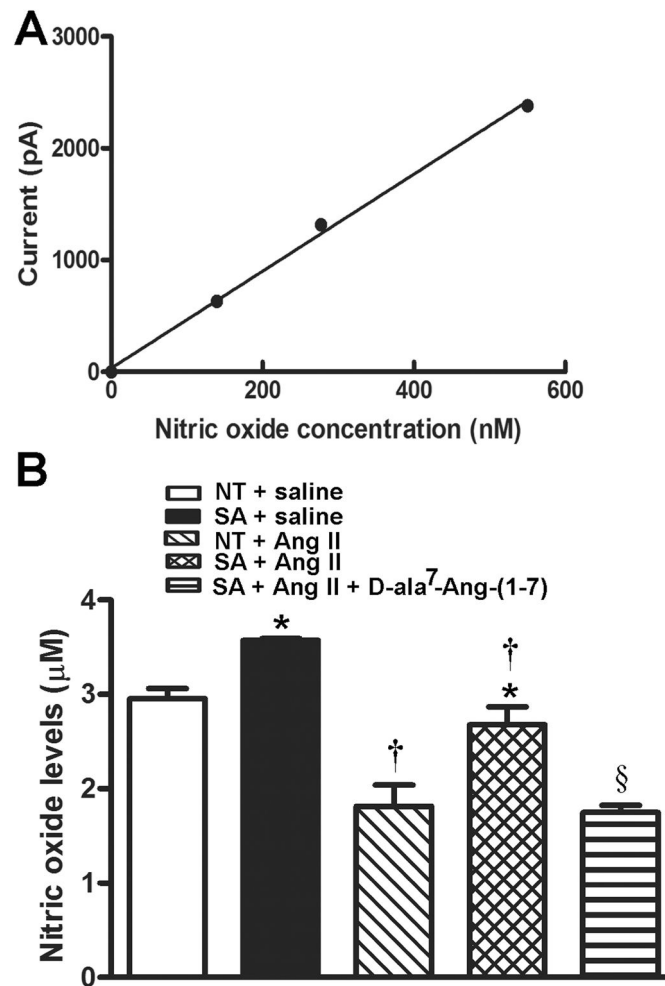 A
3000
2000
1000
0
Current (pA)
0 200 400 600
Nitric oxide concentration (nM)
B
NT + saline
SA + saline
NT + Ang II
SA + Ang II
SA + Ang II + D-ala⁷-Ang-(1-7)
4
3
2
1
0
Nitric oxide levels (μM)
*
†
†
*
§